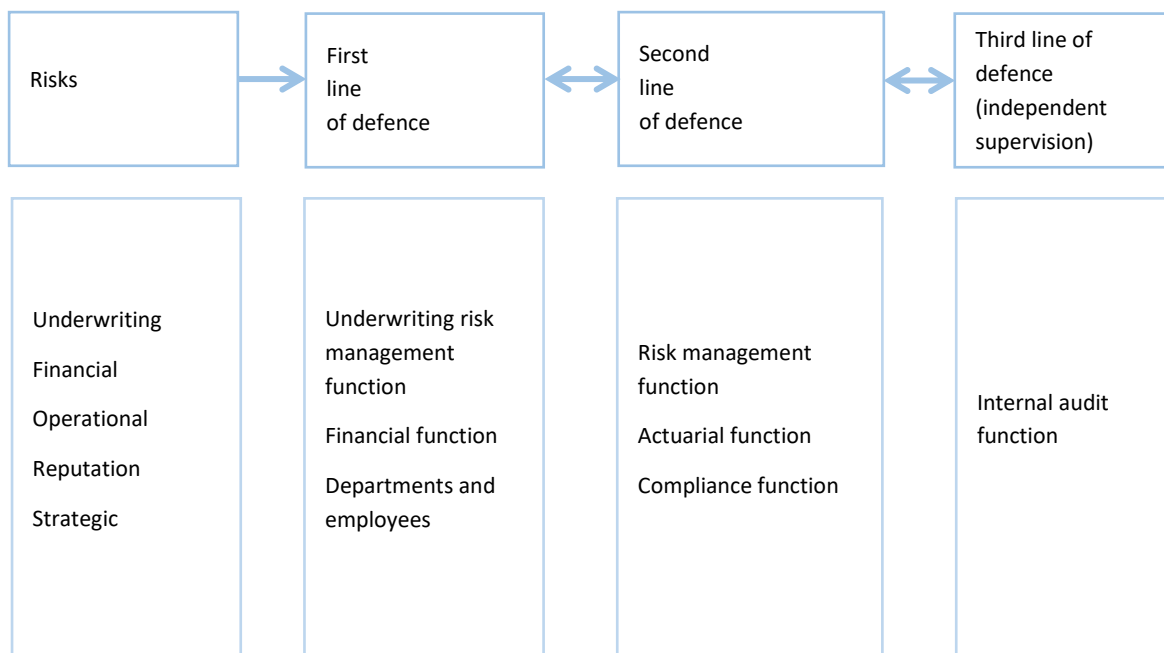 Risks
First
line
of defence
Second
line
of defence
Third line of
defence
(independent
supervision)
Underwriting
Financial
Operational
Reputation
Strategic
Underwriting risk
management
function
Financial function
Departments and
employees
Risk management
function
Actuarial function
Compliance function
Internal audit
function